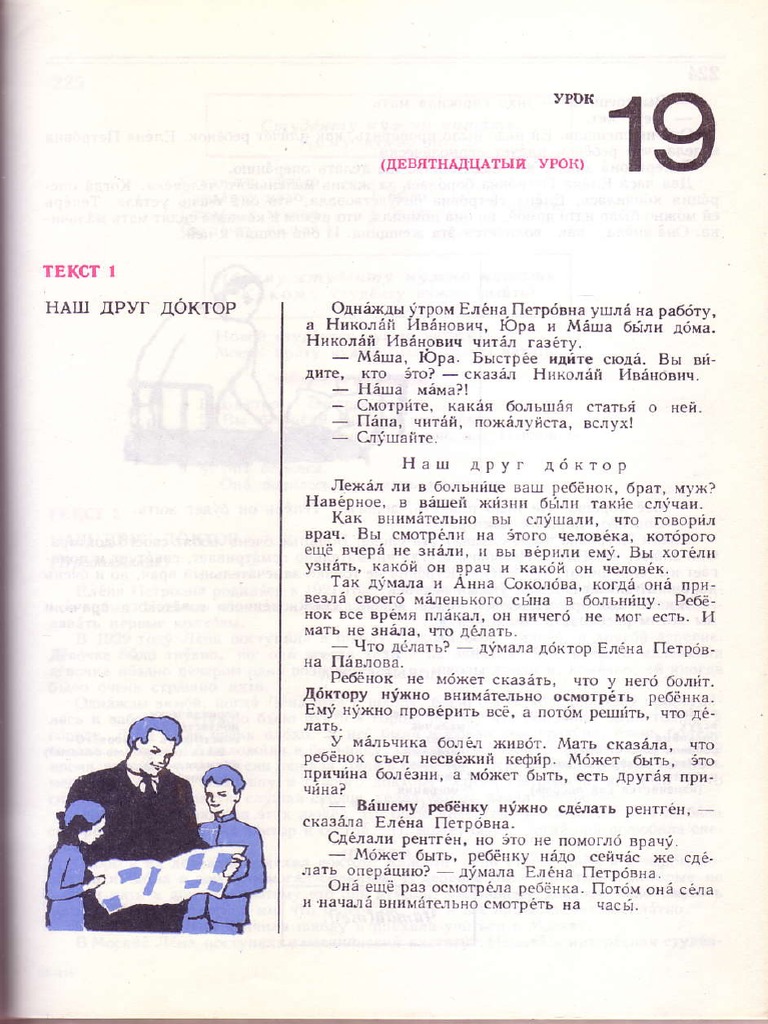 УРОК 19
(ДЕВЯТНАДЦАТЫЙ УРОК)
ТЕКСТ 1
НАШ ДРУГ ДО́КТОР
Одна́жды у́тром Еле́на Петро́вна ушла́ на рабо́ту,
а Никола́й Ива́нович, Ю́ра и Ма́ша бы́ли до́ма.
Никола́й Ива́нович чита́л газе́ту.
— Ма́ша, Ю́ра. Быстре́е иди́те сюда́. Вы ви́-
дите, кто э́то? — сказа́л Никола́й Ива́нович.
— На́ша ма́ма?!
— Смотри́те, кака́я больша́я статья́ о ней.
— Па́па, чита́й, пожа́луйста, вслух!
— Слу́шайте.
Наш друг до́ктор
Лежа́л ли в больни́це ваш ребёнок, брат, муж?
Наве́рное, в ва́шей жи́зни бы́ли таки́е слу́чаи.
Как внима́тельно вы слу́шали, что говори́л
врач. Вы смотре́ли на э́того челове́ка, кото́рого
ещё вчера́ не зна́ли, и вы ве́рили ему́. Вы хоте́ли
узна́ть, како́й он врач и како́й он челове́к.
Так ду́мала и А́нна Соколо́ва, когда́ она́ при-
везла́ своего́ ма́ленького сы́на в больни́цу. Ребё-
нок все вре́мя пла́кал, он ничего́ не мог есть. И
мать не зна́ла, что де́лать.
— Что де́лать? — ду́мала до́ктор Еле́на Петро́в-
на Па́влова.
Ребёнок не мо́жет сказа́ть, что у него́ боли́т.
До́ктору ну́жно внима́тельно осмотре́ть ребёнка.
Ему́ ну́жно прове́рить всё, а пото́м реши́ть, что де́-
лать.
У ма́льчика боле́л живо́т. Мать сказа́ла, что
ребёнок съел несве́жий кефи́р. Мо́жет быть, э́то
причи́на боле́зни, а мо́жет быть, есть друга́я при-
чи́на?
— Ва́шему ребёнку ну́жно сде́лать рентге́н, —
сказа́ла Еле́на Петро́вна.
Сде́лали рентге́н, но э́то не помогло́ врачу́.
— Мо́жет быть, ребёнку на́до сейча́с же сде́-
лать опера́цию? — ду́мала Еле́на Петро́вна.
Она́ ещё раз осмотре́ла ребёнка. Пото́м она́ се́ла
и начала́ внима́тельно смотре́ть на часы́.